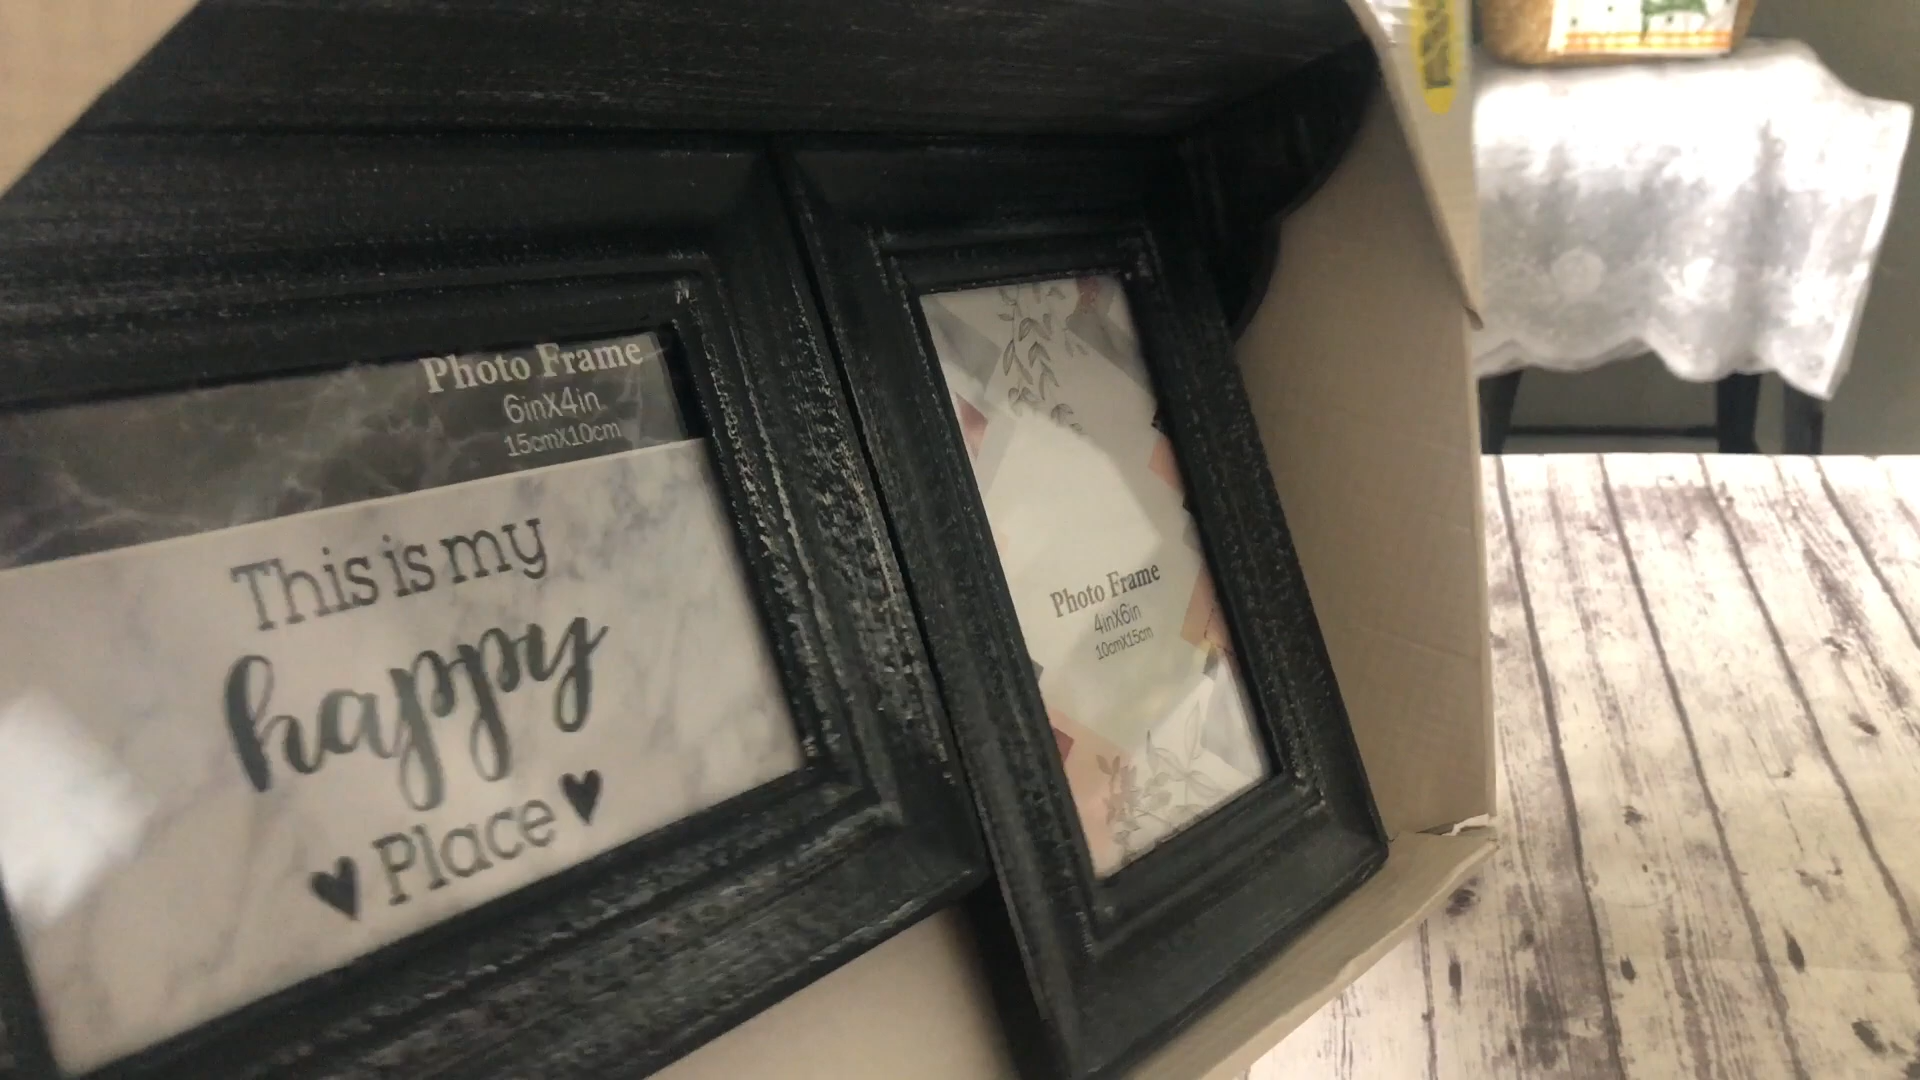 Photo Frame
6inX4in
15cmX10cm
This is my
happy
Place
Photo Frame
4inX6in
10cmX15cm